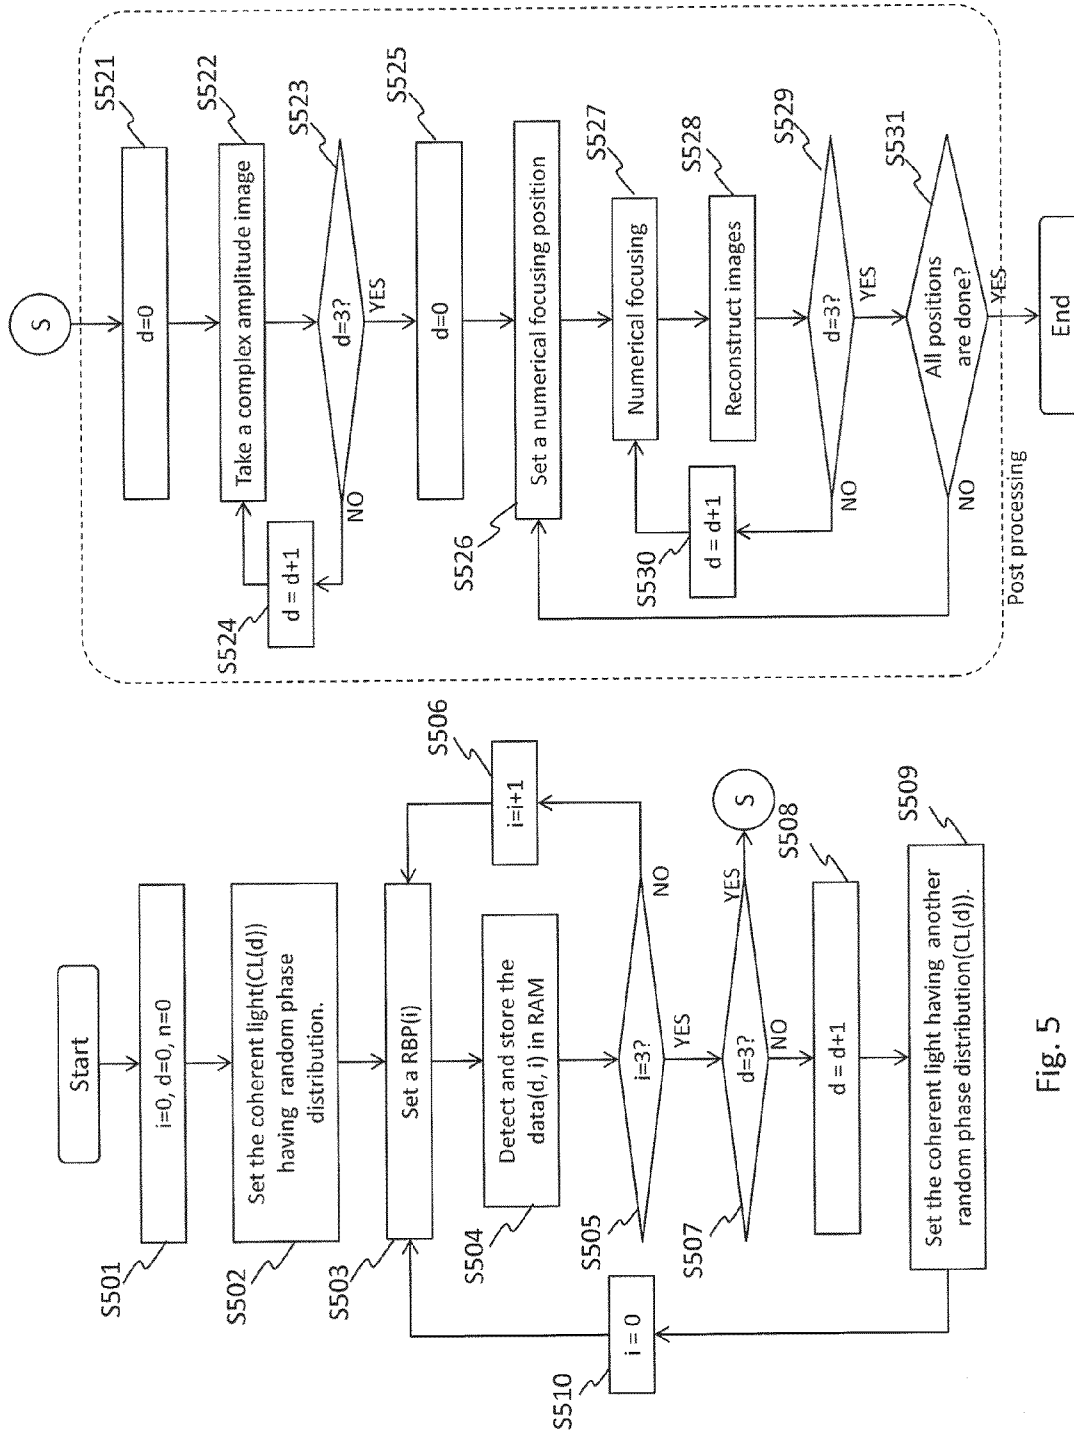 Start
S501
i=0, d=0, n=0
S502
Set the coherent light(CL(d))
having random phase
distribution.
S503
Set a RBP(i)
S504
Detect and store the
data(d, i) in RAM
S505
i=3?
NO
YES
S506
i=i+1
S507
d=3?
YES
S
NO
S508
d = d+1
S509
Set the coherent light having another
random phase distribution(CL(d)).
S510
i = 0
S
S521
d=0
S522
Take a complex amplitude image
S523
d=3?
NO
YES
S524
d = d+1
S525
d=0
S526
Set a numerical focusing position
S527
Numerical focusing
S528
Reconstruct images
S529
d=3?
NO
YES
S530
d = d+1
S531
All positions
are done?
NO
YES
Post processing
End
Fig. 5